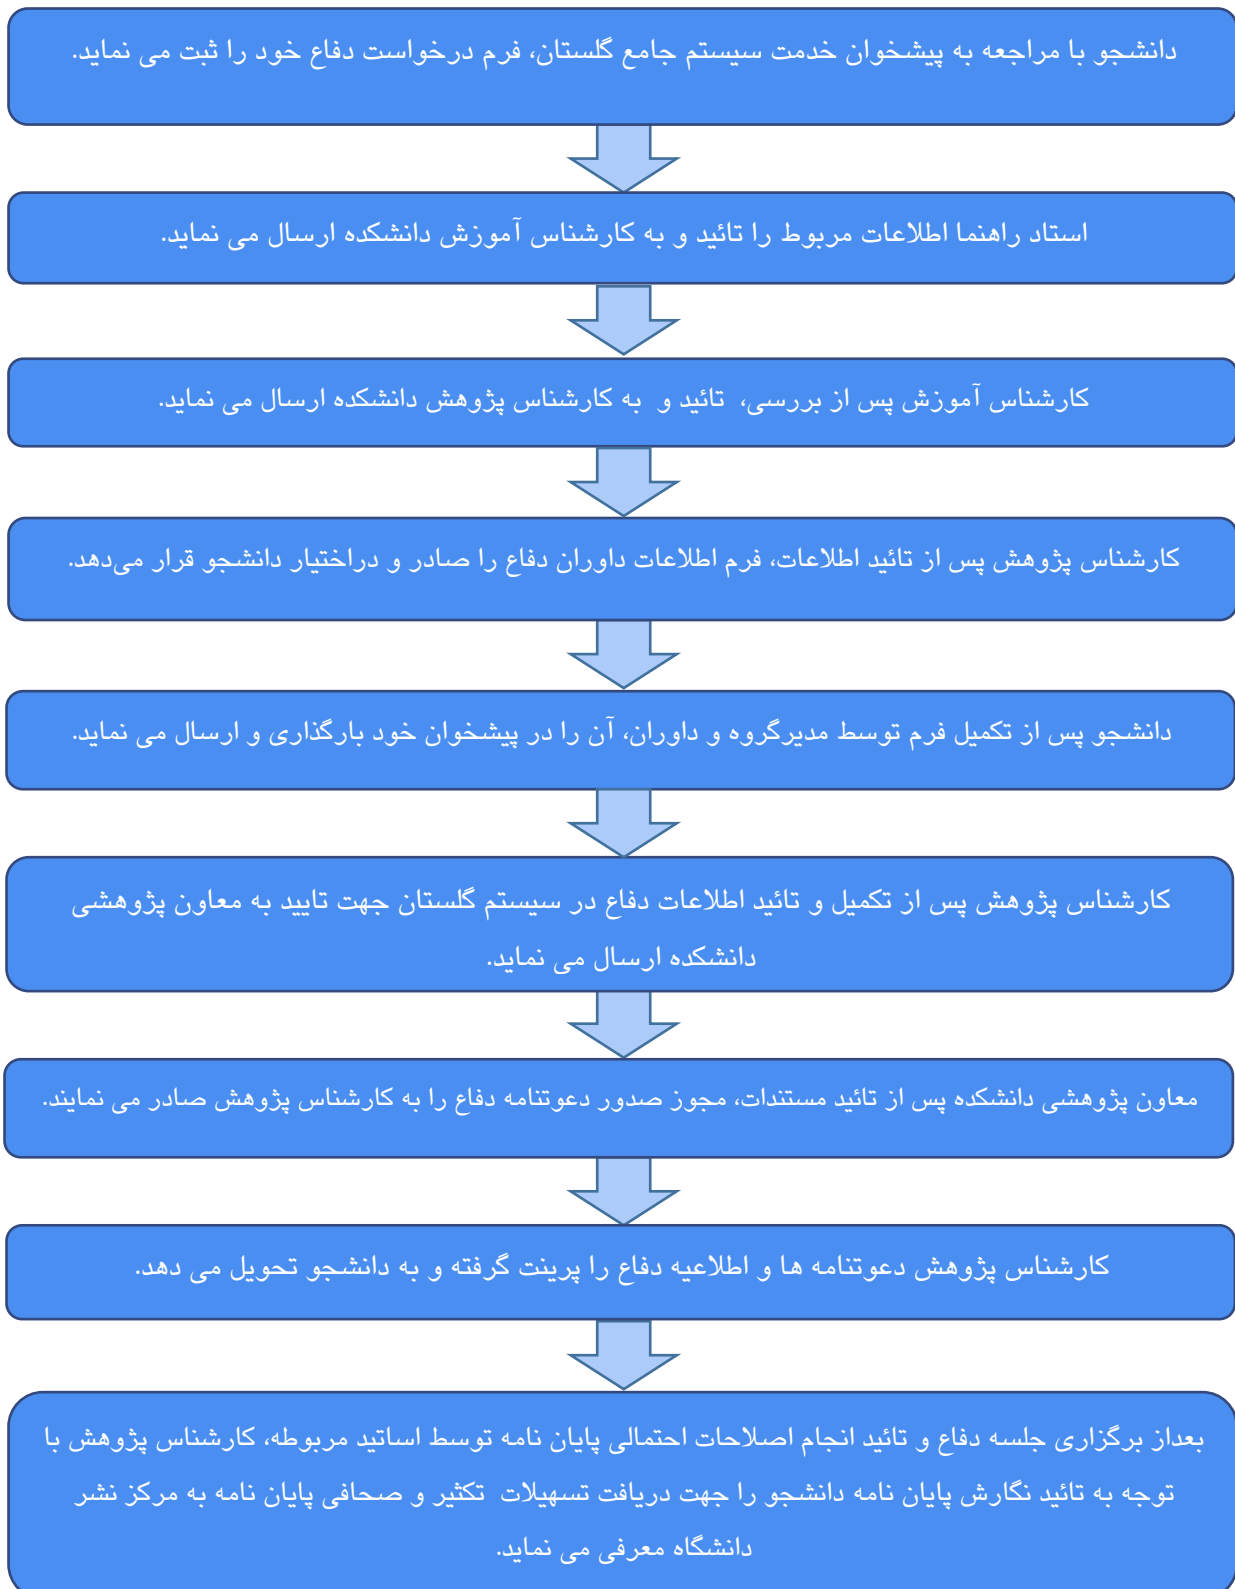 دانشجو با مراجعه به پیشخوان خدمت سیستم جامع گلستان، فرم درخواست دفاع خود را ثبت می نماید.
استاد راهنما اطلاعات مربوط را تائید و به کارشناس آموزش دانشکده ارسال می نماید.
کارشناس آموزش پس از بررسی، تائید و به کارشناس پژوهش دانشکده ارسال می نماید.
کارشناس پژوهش پس از تائید اطلاعات، فرم اطلاعات داوران دفاع را صادر و دراختیار دانشجو قرار می‌دهد.
دانشجو پس از تکمیل فرم توسط مدیرگروه و داوران، آن را در پیشخوان خود بارگذاری و ارسال می نماید.
کارشناس پژوهش پس از تکمیل و تائید اطلاعات دفاع در سیستم گلستان جهت تایید به معاون پژوهشی
دانشکده ارسال می نماید.
معاون پژوهشی دانشکده پس از تائید مستندات، مجوز صدور دعوتنامه دفاع را به کارشناس پژوهش صادر می نمایند.
کارشناس پژوهش دعوتنامه ها و اطلاعیه دفاع را پرینت گرفته و به دانشجو تحویل می دهد.
بعداز برگزاری جلسه دفاع و تائید انجام اصلاحات احتمالی پایان نامه توسط اساتید مربوطه، کارشناس پژوهش با
توجه به تائید نگارش پایان نامه دانشجو را جهت دریافت تسهیلات تکثیر و صحافی پایان نامه به مرکز نشر
دانشگاه معرفی می نماید.